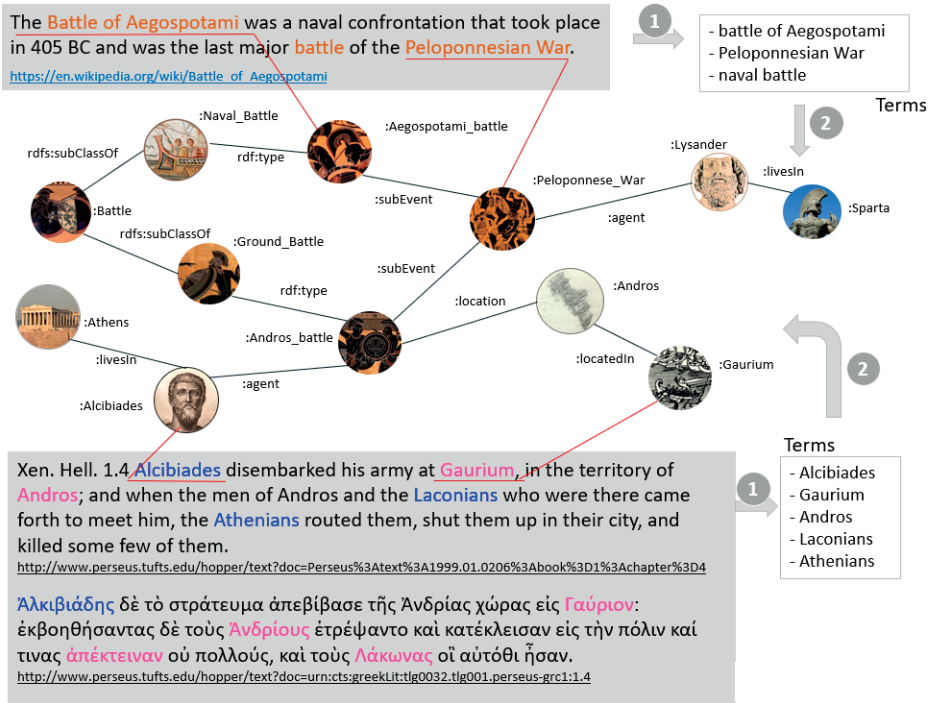 The Battle of Aegospotami was a naval confrontation that took place
in 405 BC and was the last major battle of the Peloponnesian War.
https://en.wikipedia.org/wiki/Battle_of_Aegospotami
1
- battle of Aegospotami
- Peloponnesian War
- naval battle
Terms
2
:Naval_Battle
:Aegospotami_battle
rdfs:subClassOf
rdf:type
:Lysander
:livesIn
:Peloponnese_War
:subEvent
:Battle
:Sparta
:agent
rdfs:subClassOf
:Ground_Battle
:subEvent
rdf:type
:location
:Andros
:Athens
:Andros_battle
:livesIn
:locatedIn
:Gaurium
:agent
2
:Alcibiades
Terms
Xen. Hell. 1.4 Alcibiades disembarked his army at Gaurium, in the territory of
Andros; and when the men of Andros and the Laconians who were there came
forth to meet him, the Athenians routed them, shut them up in their city, and
killed some few of them.
http://www.perseus.tufts.edu/hopper/text?doc=Perseus%3Atext%3A1999.01.0206%3Abook%3D1%3Achapter%3D4
1
- Alcibiades
- Gaurium
- Andros
- Laconians
- Athenians
Ἀλκιβιάδης δὲ τὸ στράτευμα ἀπεβίβασε τῆς Ἀνδρίας χώρας εἰς Γαύριον:
ἐκβοηθήσαντας δὲ τοὺς Ἀνδρίους ἐτρέψαντο καὶ κατέκλεισαν εἰς τὴν πόλιν καί
τινας ἀπέκτειναν οὐ πολλούς, καὶ τοὺς Λάκωνας οἳ αὐτόθι ἦσαν.
http://www.perseus.tufts.edu/hopper/text?doc=urn:cts:greekLit:tlg0032.tlg001.perseus-grc1:1.4